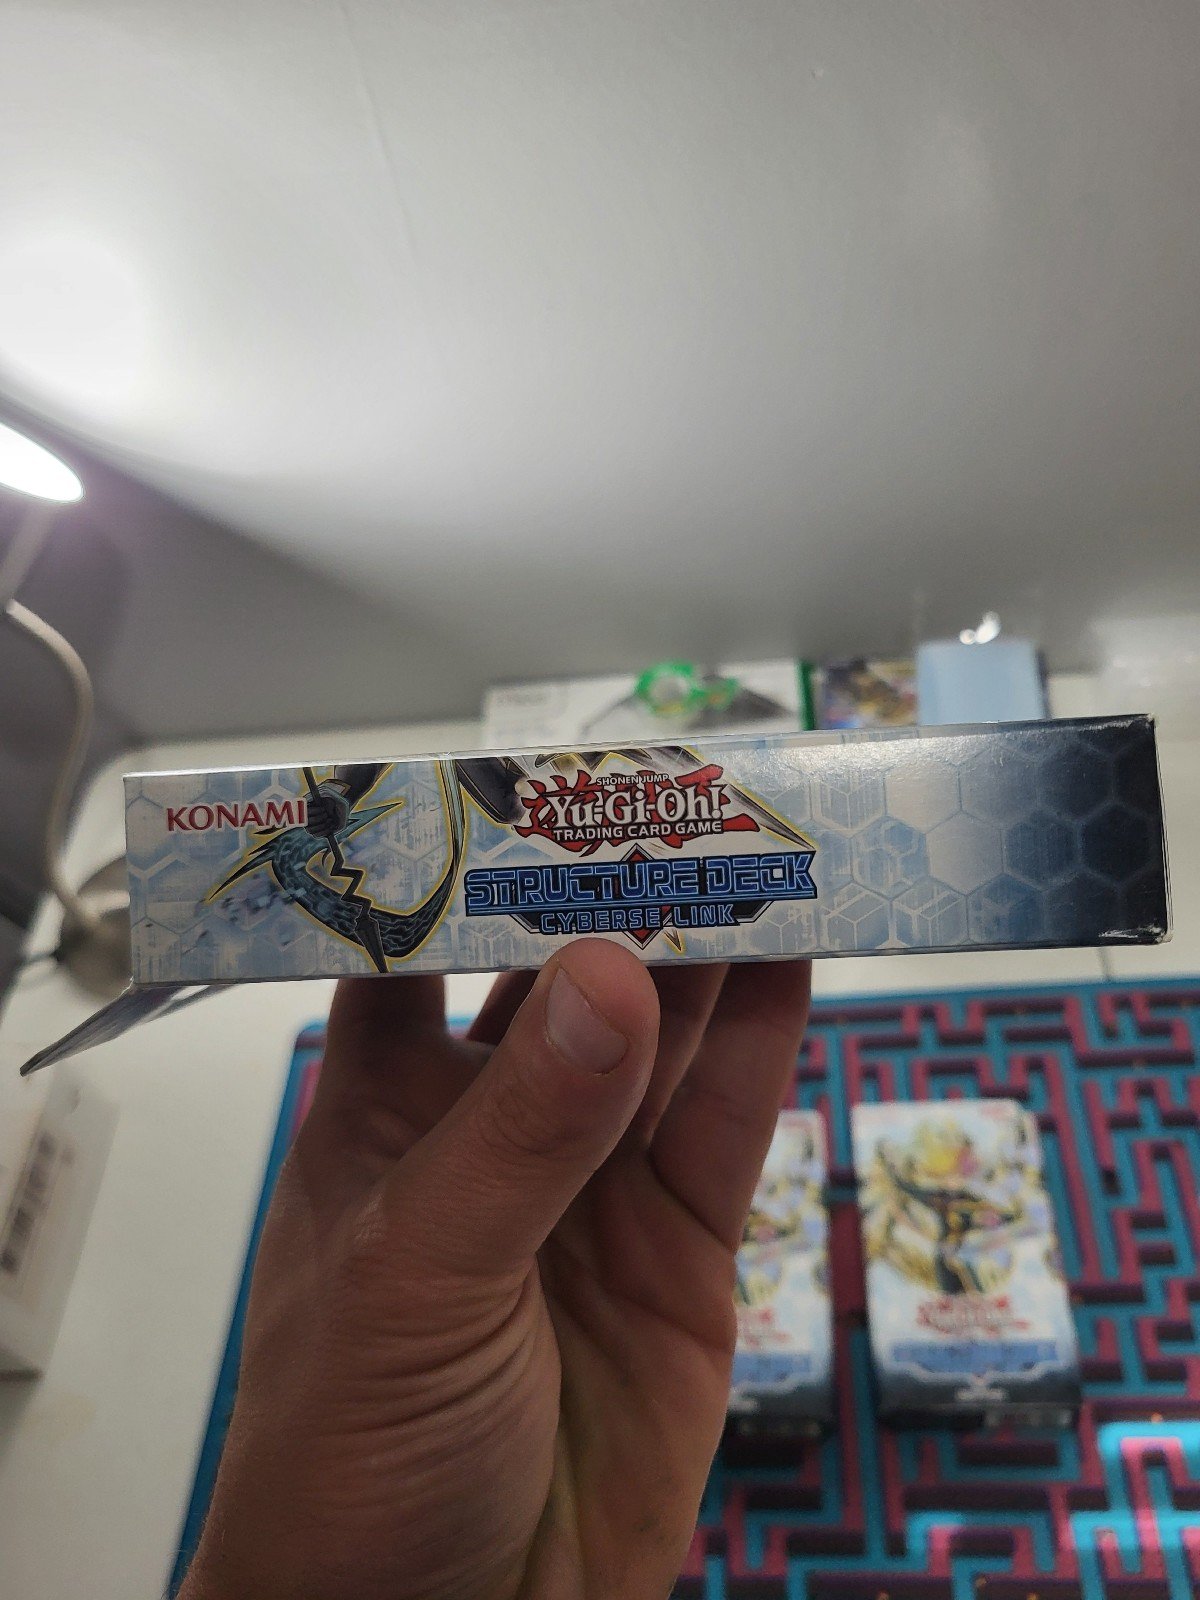 KONAMI
SHONEN JUMP
Yu-Gi-Oh!
TRADING CARD GAME
STRUCTURE DECK
CYBERSE LINK